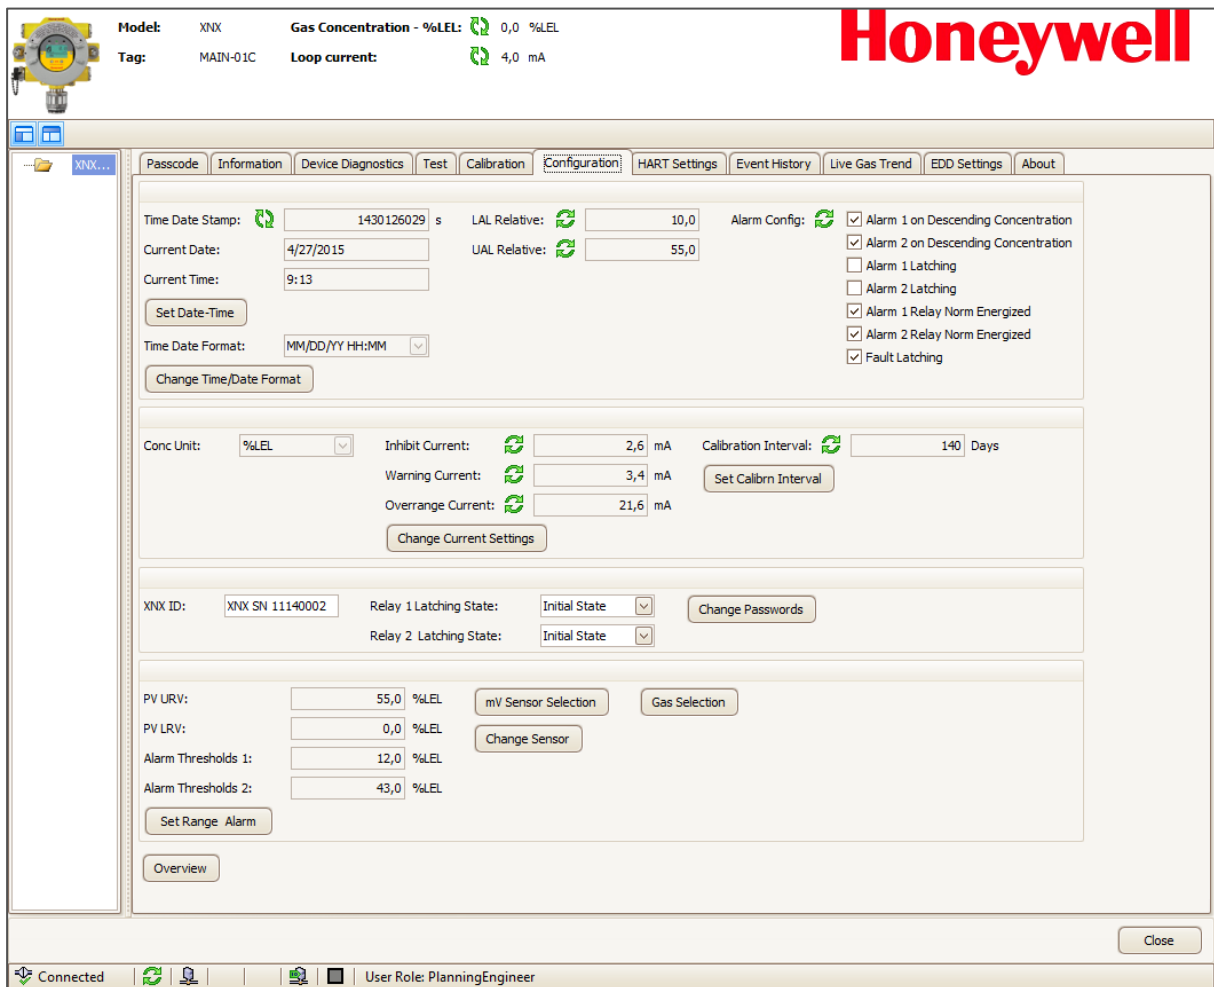 Model: XNX Gas Concentration - %LEL: 0,0 %LEL
Honeywell
Tag: MAIN-01C Loop current: 4,0 mA
XNX...
Passcode Information Device Diagnostics Test Calibration Configuration HART Settings Event History Live Gas Trend EDD Settings About
Time Date Stamp: 1430126029 s LAL Relative: 10,0 Alarm Config: Alarm 1 on Descending Concentration
Current Date: 4/27/2015 UAL Relative: 55,0 Alarm 2 on Descending Concentration
Alarm 1 Latching
Current Time: 9:13
Alarm 2 Latching
Set Date-Time Alarm 1 Relay Norm Energized
Alarm 2 Relay Norm Energized
Time Date Format: MM/DD/YY HH:MM
Fault Latching
Change Time/Date Format
Conc Unit: %LEL Inhibit Current: 2,6 mA Calibration Interval: 140 Days
Warning Current: 3,4 mA Set Calibrn Interval
Overrange Current: 21,6 mA
Change Current Settings
XNX ID: XNX SN 11140002 Relay 1 Latching State: Initial State Change Passwords
Relay 2 Latching State: Initial State
PV URV: 55,0 %LEL mV Sensor Selection Gas Selection
PV LRV: 0,0 %LEL
Change Sensor
Alarm Thresholds 1: 12,0 %LEL
Alarm Thresholds 2: 43,0 %LEL
Set Range Alarm
Overview
Close
Connected User Role: PlanningEngineer